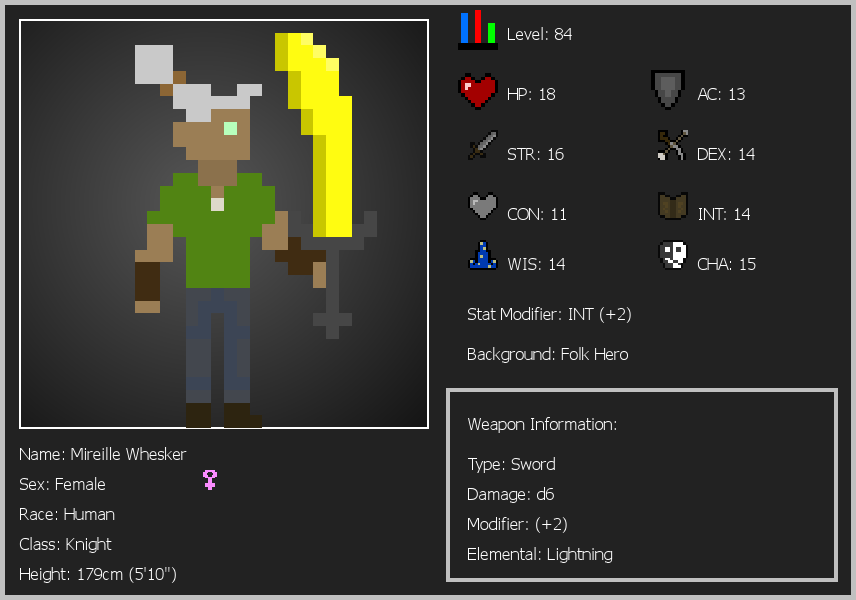 Level: 84
HP: 18
AC: 13
STR: 16
DEX: 14
CON: 11
INT: 14
WIS: 14
CHA: 15
Stat Modifier: INT (+2)
Background: Folk Hero
Weapon Information:
Type: Sword
Damage: d6
Modifier: (+2)
Elemental: Lightning
Name: Mireille Whesker
Sex: Female
Race: Human
Class: Knight
Height: 179cm (5'10")